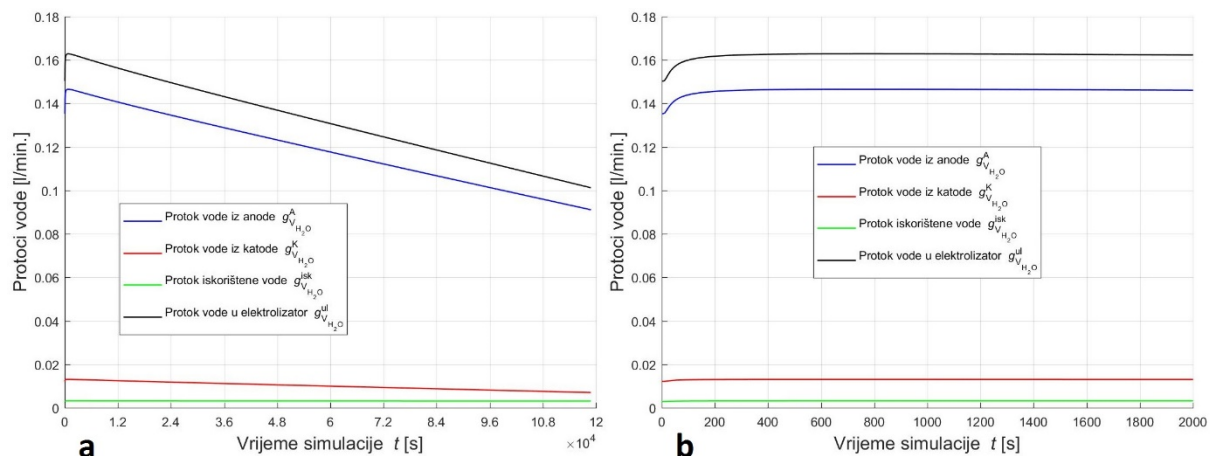 0.18
0.16
0.14
0.12
0.1
0.08
0.06
0.04
0.02
0
Protoci vode [l/min.]
Protok vode iz anode g^A_{V_{H_2O}}
Protok vode iz katode g^K_{V_{H_2O}}
Protok iskorištene vode g^{isk}_{V_{H_2O}}
Protok vode u elektrolizator g^{ul}_{V_{H_2O}}
0 1.2 2.4 3.6 4.8 6 7.2 8.4 9.6 10.8 12
×10^4
a Vrijeme simulacije t [s]
0.18
0.16
0.14
0.12
0.1
0.08
0.06
0.04
0.02
0
Protoci vode [l/min.]
Protok vode iz anode g^A_{V_{H_2O}}
Protok vode iz katode g^K_{V_{H_2O}}
Protok iskorištene vode g^{isk}_{V_{H_2O}}
Protok vode u elektrolizator g^{ul}_{V_{H_2O}}
0 200 400 600 800 1000 1200 1400 1600 1800 2000
b Vrijeme simulacije t [s]